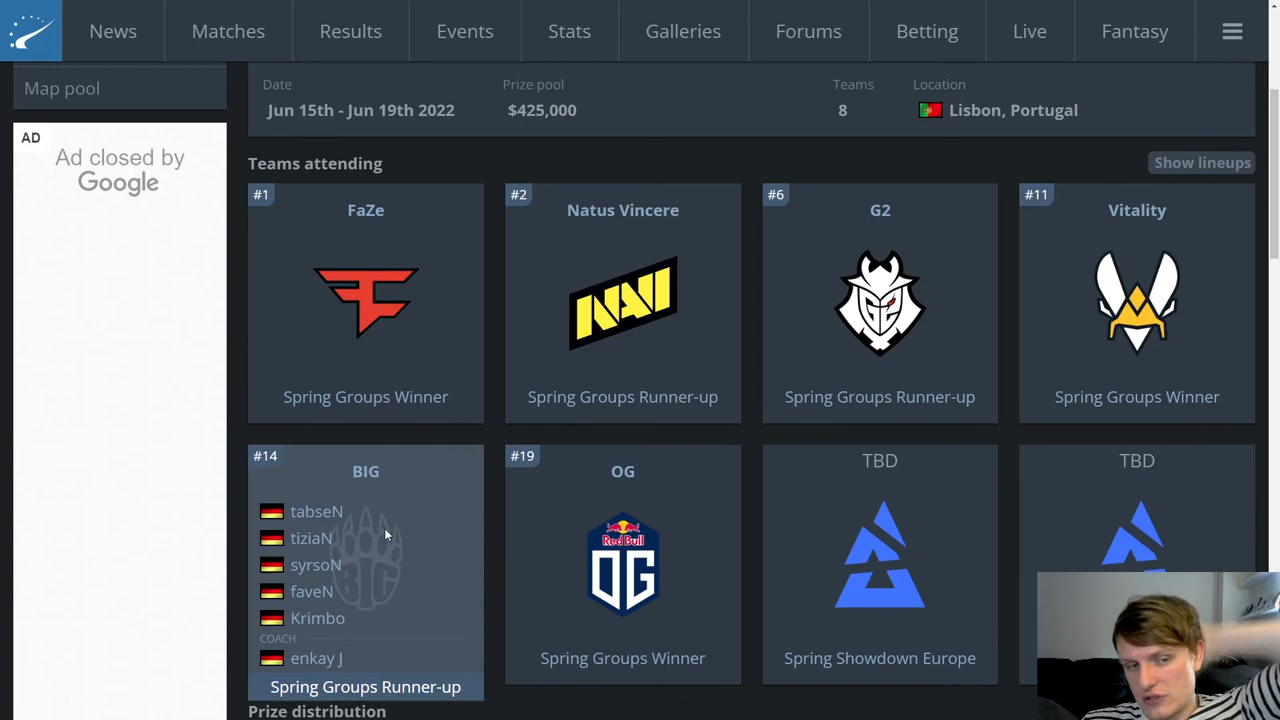 News
Matches
Results
Events
Stats
Galleries
Forums
Betting
Live
Fantasy
Map pool
AD
Ad closed by
Google
Date
Jun 15th - Jun 19th 2022
Prize pool
$425,000
Teams
8
Location
Lisbon, Portugal
Teams attending
Show lineups
#1
FaZe
Spring Groups Winner
#2
Natus Vincere
NAVI
Spring Groups Runner-up
#6
G2
G2
Spring Groups Runner-up
#11
Vitality
Spring Groups Winner
#14
BIG
tabseN
tiziaN
syrsoN
faveN
Krimbo
COACH
enkay J
BIG
Spring Groups Runner-up
#19
OG
Red Bull
OG
Spring Groups Winner
TBD
Spring Showdown Europe
TBD
Prize distribution